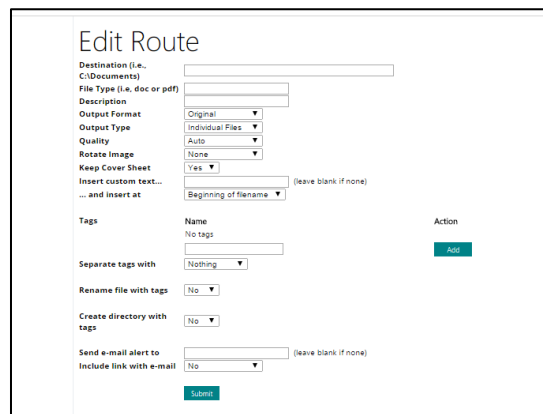 Edit Route
Destination (i.e.,
C:\Documents)
File Type (i.e, doc or pdf)
Description
Output Format Original
Output Type Individual Files
Quality Auto
Rotate Image None
Keep Cover Sheet Yes
Insert custom text... (leave blank if none)
... and insert at Beginning of filename
Tags Name Action
No tags
Add
Separate tags with Nothing
Rename file with tags No
Create directory with No
tags
Send e-mail alert to (leave blank if none)
Include link with e-mail No
Submit